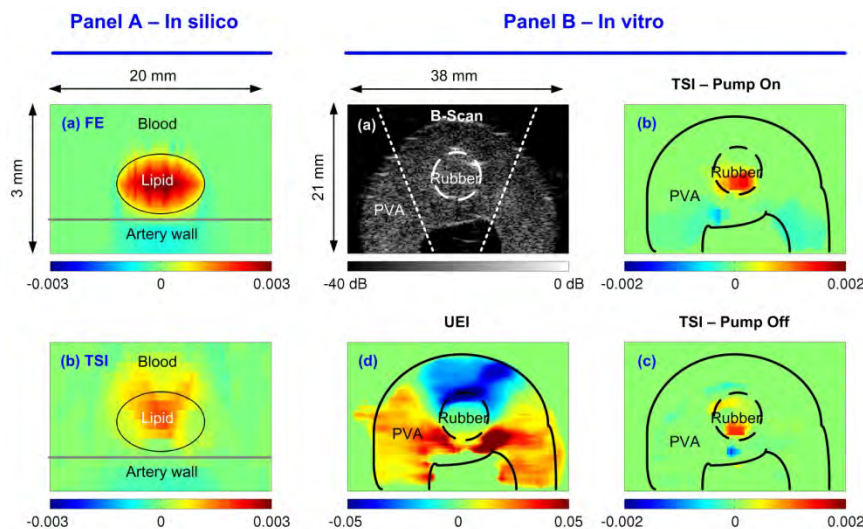 Panel A – In silico
Panel B – In vitro
20 mm
38 mm
TSI – Pump On
3 mm
(a) FE
Blood
Lipid
Artery wall
-0.003 0 0.003
21 mm
(a)
B-Scan
Rubber
PVA
-40 dB 0 dB
(b)
Rubber
PVA
-0.002 0 0.002
UEI
TSI – Pump Off
(b) TSI
Blood
Lipid
Artery wall
-0.003 0 0.003
(d)
Rubber
PVA
-0.05 0 0.05
(c)
Rubber
PVA
-0.002 0 0.002